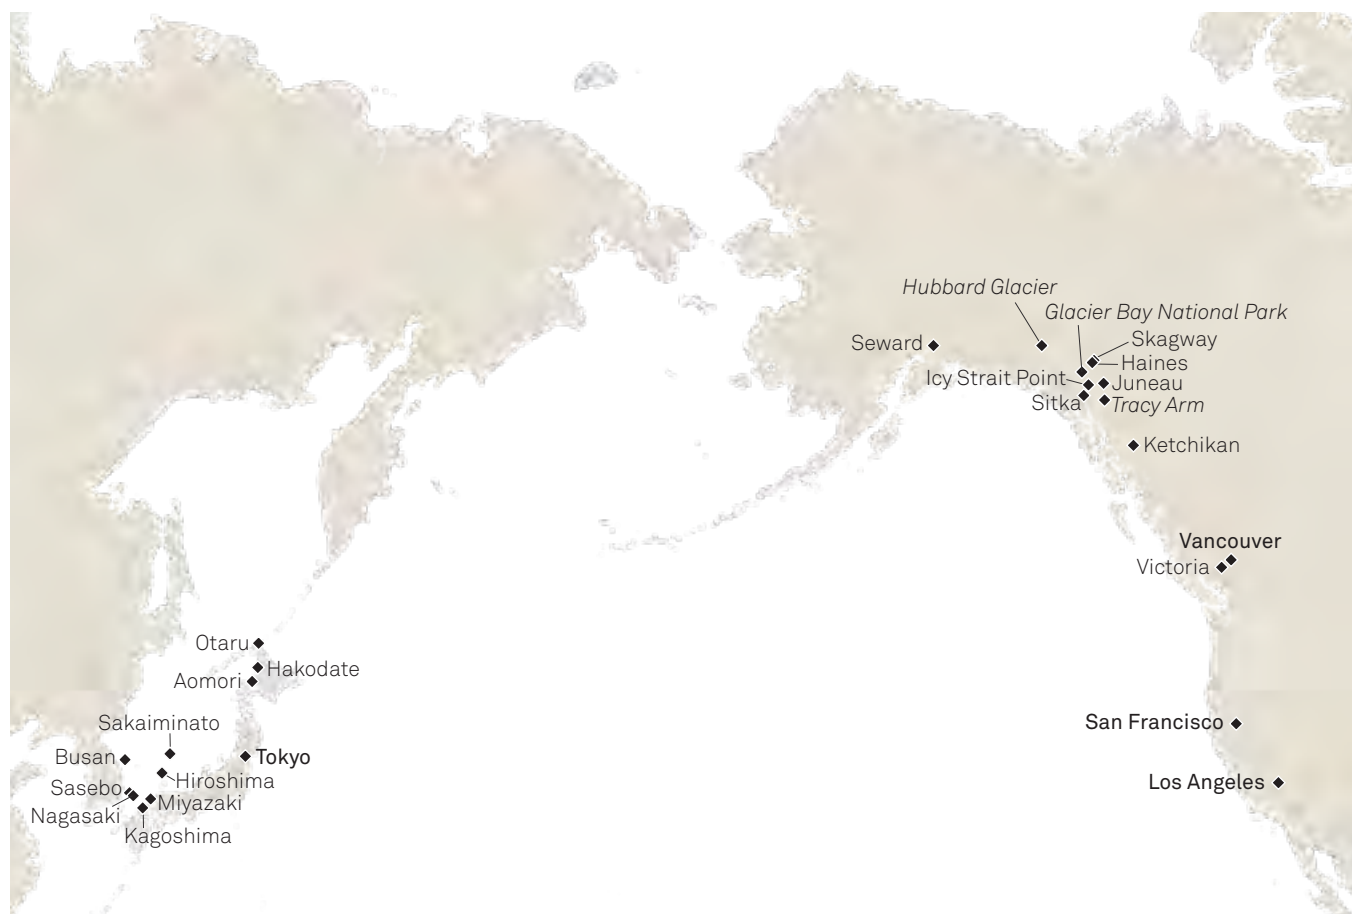 Hubbard Glacier
Glacier Bay National Park
Skagway
Seward
Haines
Icy Strait Point
Juneau
Sitka
Tracy Arm
Ketchikan
Vancouver
Victoria
Otaru
Hakodate
Aomori
Sakaiminato
San Francisco
Busan
Tokyo
Hiroshima
Los Angeles
Sasebo
Miyazaki
Nagasaki
Kagoshima